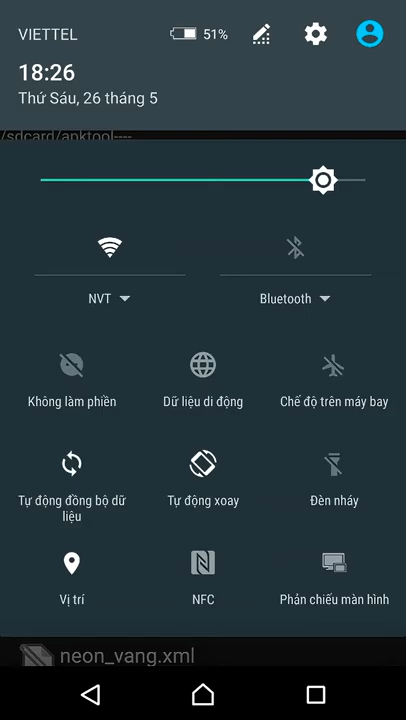 VIETTEL
51%
18:26
Thứ Sáu, 26 tháng 5
/sdcard/apktool----
NVT
Bluetooth
Không làm phiền
Dữ liệu di động
Chế độ trên máy bay
Tự động đồng bộ dữ
liệu
Tự động xoay
Đèn nháy
Vị trí
NFC
Phản chiếu màn hình
neon_vang.xml